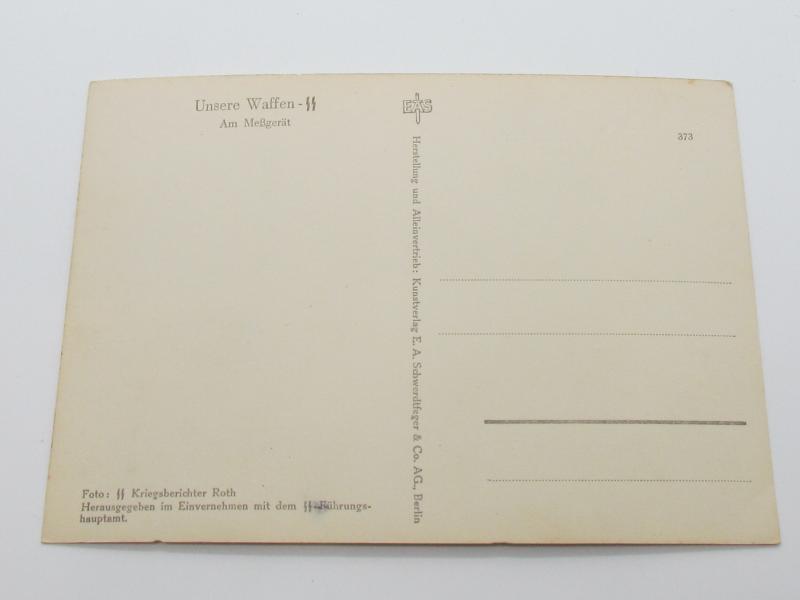 Unsere Waffen-ᛋᛋ
Am Meßgerät
EAS
373
Herstellung und Alleinvertrieb: Kunstverlag E. A. Schwerdtfeger & Co. AG., Berlin
Foto: ᛋᛋ Kriegsberichter Roth
Herausgegeben im Einvernehmen mit dem ᛋᛋ-Führungs-
hauptamt.